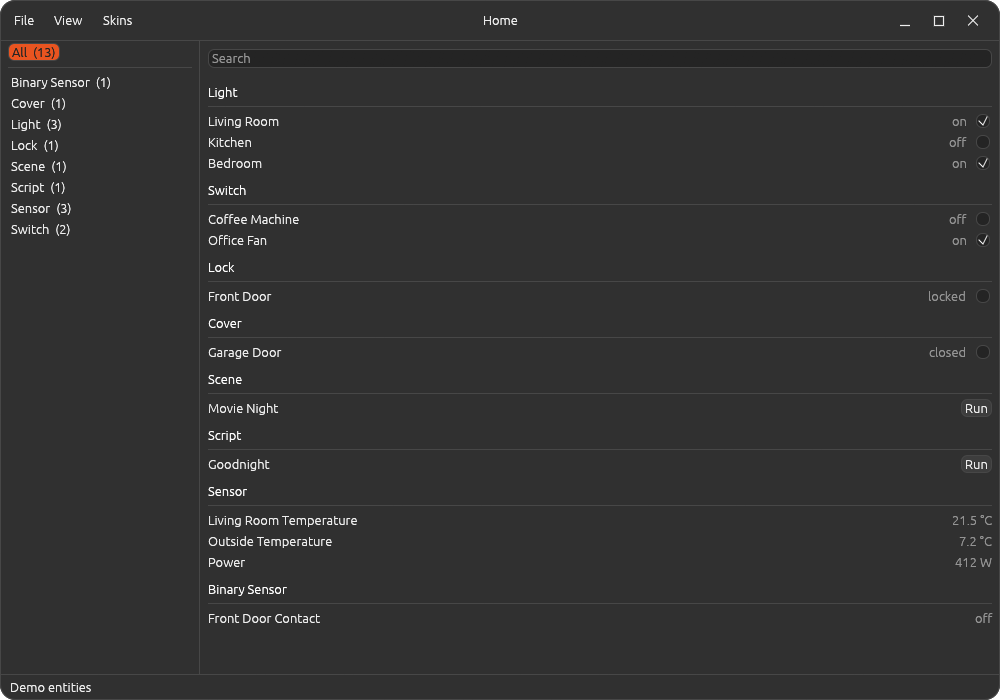 File View Skins Home
All (13)
Binary Sensor (1)
Cover (1)
Light (3)
Lock (1)
Scene (1)
Script (1)
Sensor (3)
Switch (2)
Search
Light
Living Room on
Kitchen off
Bedroom on
Switch
Coffee Machine off
Office Fan on
Lock
Front Door locked
Cover
Garage Door closed
Scene
Movie Night Run
Script
Goodnight Run
Sensor
Living Room Temperature 21.5 °C
Outside Temperature 7.2 °C
Power 412 W
Binary Sensor
Front Door Contact off
Demo entities